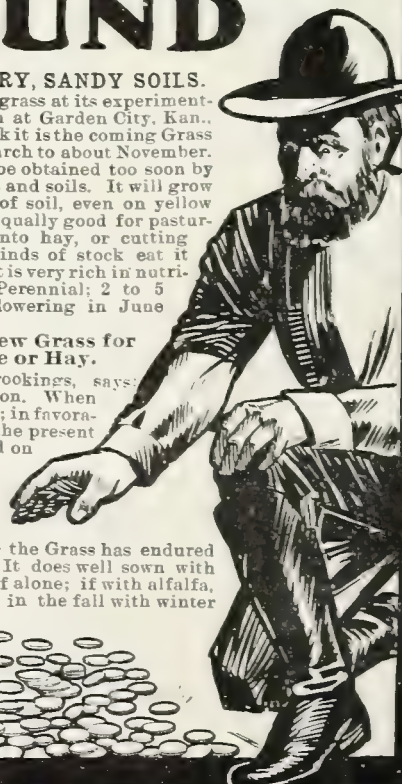 UND
RY, SANDY SOILS.
grass at its experiment-
at Garden City, Kan.,
k it is the coming Grass
arch to about November.
be obtained too soon by
and soils. It will grow
of soil, even on yellow
qually good for pastur-
nto hay, or cutting
inds of stock eat it
t is very rich in nutri-
Perennial; 2 to 5
lowering in June
ew Grass for
e or Hay.
rookings, says:
on. When
; in favora-
he present
d on
the Grass has endured
It does well sown with
f alone; if with alfalfa,
in the fall with winter